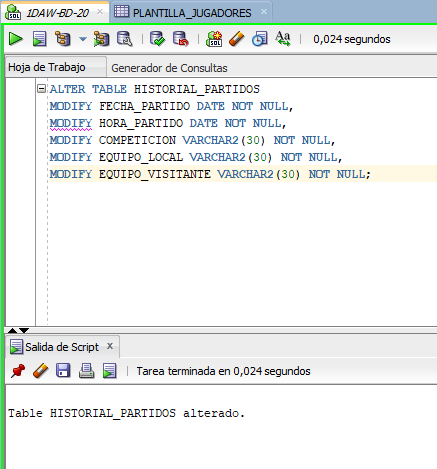 1DAW-BD-20 × PLANTILLA_JUGADORES ×
SQL
0,024 segundos
Hoja de Trabajo Generador de Consultas
ALTER TABLE HISTORIAL_PARTIDOS
MODIFY FECHA_PARTIDO DATE NOT NULL,
MODIFY HORA_PARTIDO DATE NOT NULL,
MODIFY COMPETICION VARCHAR2(30) NOT NULL,
MODIFY EQUIPO_LOCAL VARCHAR2(30) NOT NULL,
MODIFY EQUIPO_VISITANTE VARCHAR2(30) NOT NULL;
Salida de Script ×
Tarea terminada en 0,024 segundos
Table HISTORIAL_PARTIDOS alterado.